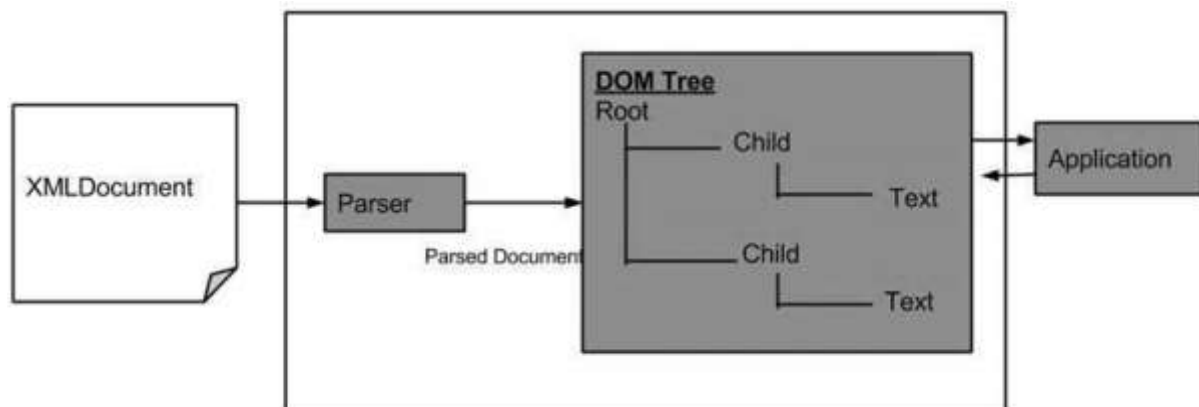 XMLDocument
Parser
Parsed Document
DOM Tree
Root
Child
Text
Child
Text
Application